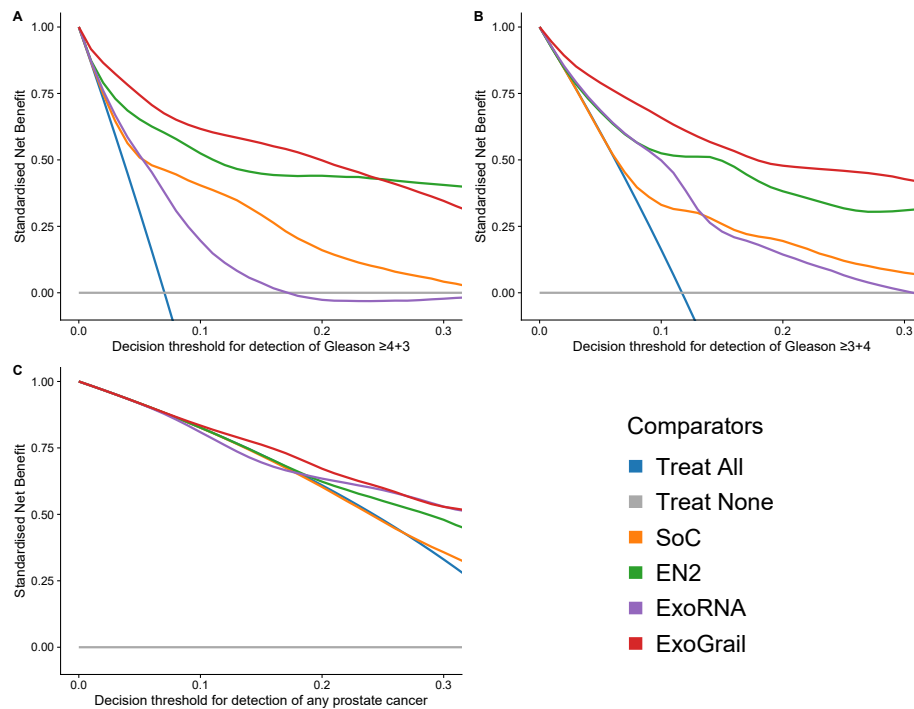 A
1.00
0.75
0.50
0.25
0.00
Standardised Net Benefit
0.0
0.1
0.2
0.3
Decision threshold for detection of Gleason ≥4+3
B
1.00
0.75
0.50
0.25
0.00
Standardised Net Benefit
0.0
0.1
0.2
0.3
Decision threshold for detection of Gleason ≥3+4
C
1.00
0.75
0.50
0.25
0.00
Standardised Net Benefit
0.0
0.1
0.2
0.3
Decision threshold for detection of any prostate cancer
Comparators
Treat All
Treat None
SoC
EN2
ExoRNA
ExoGrail